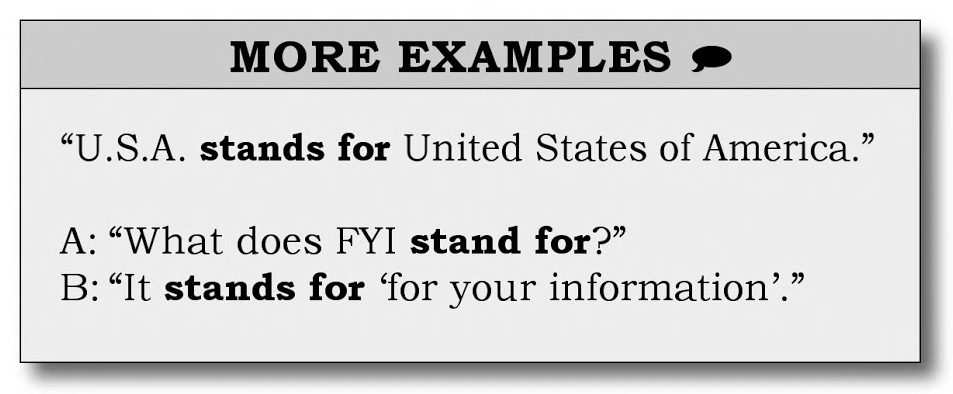 MORE EXAMPLES
“U.S.A. stands for United States of America.”
A: “What does FYI stand for?”
B: “It stands for ‘for your information’.”